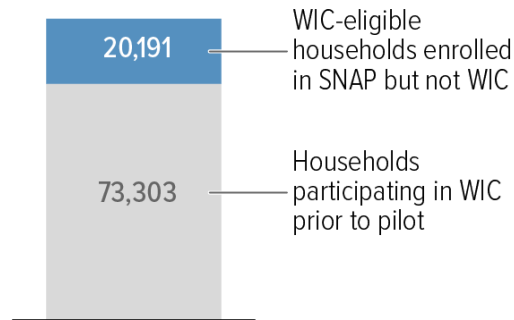 20,191
WIC-eligible
households enrolled
in SNAP but not WIC
73,303
Households
participating in WIC
prior to pilot